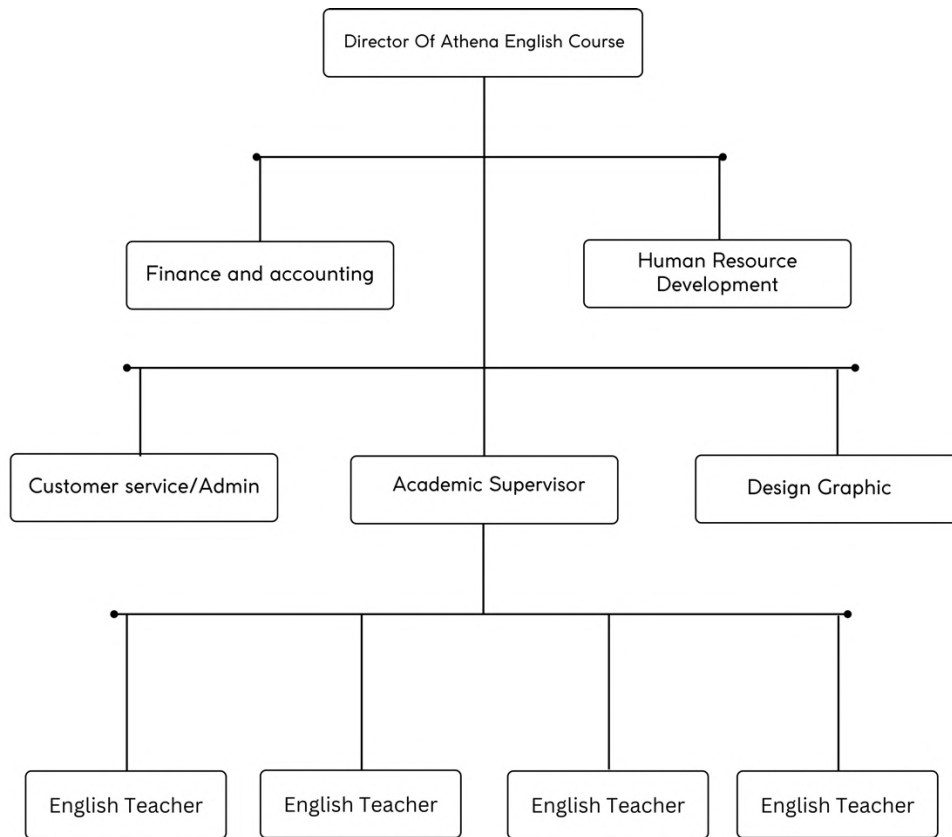 Director Of Athena English Course
Finance and accounting
Human Resource
Development
Customer service/Admin
Academic Supervisor
Design Graphic
English Teacher
English Teacher
English Teacher
English Teacher